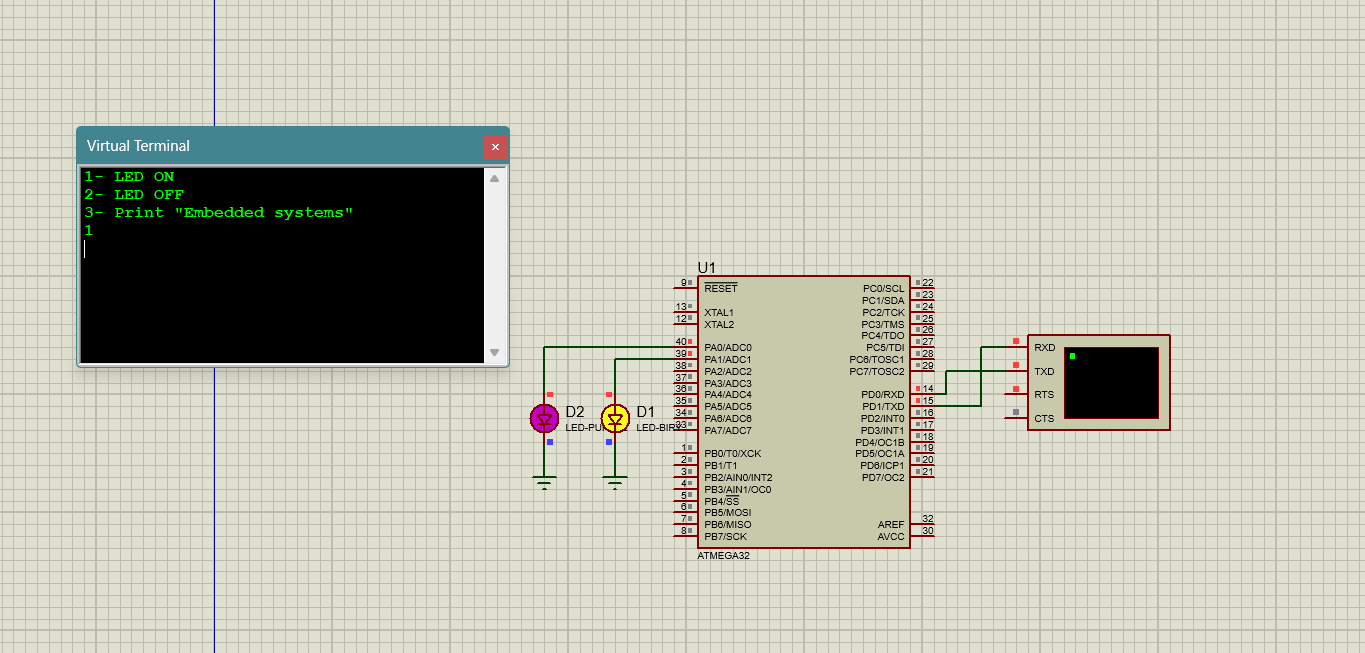 Virtual Terminal
1- LED ON
2- LED OFF
3- Print "Embedded systems"
1
U1
9 RESET
13 XTAL1
12 XTAL2
40 PA0/ADC0
39 PA1/ADC1
38 PA2/ADC2
37 PA3/ADC3
36 PA4/ADC4
35 PA5/ADC5
34 PA6/ADC6
33 PA7/ADC7
1 PB0/T0/XCK
2 PB1/T1
3 PB2/AIN0/INT2
4 PB3/AIN1/OC0
5 PB4/SS
6 PB5/MOSI
7 PB6/MISO
8 PB7/SCK
PC0/SCL 22
PC1/SDA 23
PC2/TCK 24
PC3/TMS 25
PC4/TDO 26
PC5/TDI 27
PC6/TOSC1 28
PC7/TOSC2 29
PD0/RXD 14
PD1/TXD 15
PD2/INT0 16
PD3/INT1 17
PD4/OC1B 18
PD5/OC1A 19
PD6/ICP1 20
PD7/OC2 21
AREF 32
AVCC 30
ATMEGA32
D2
D1
RXD
TXD
RTS
CTS